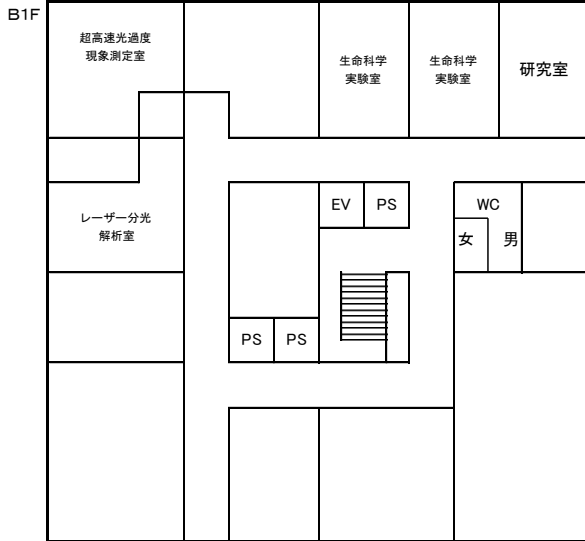 B1F
超高速光過度
現象測定室
生命科学
実験室
生命科学
実験室
研究室
レーザー分光
解析室
EV
PS
WC
女
男
PS
PS